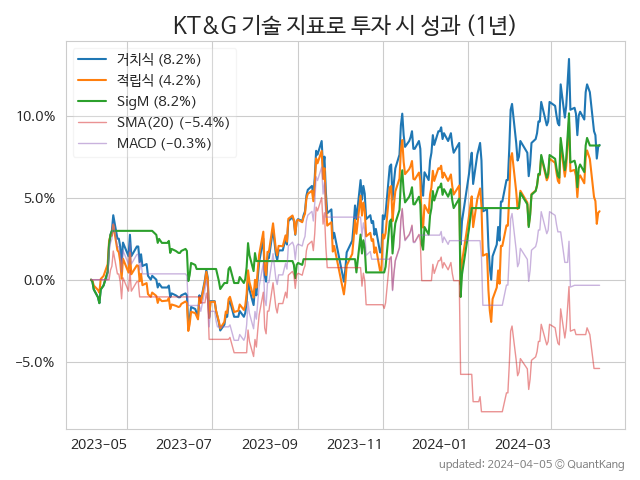 KT&G 기술 지표로 투자 시 성과 (1년)
거치식 (8.2%)
적립식 (4.2%)
SigM (8.2%)
SMA(20) (−5.4%)
MACD (−0.3%)
10.0%
5.0%
0.0%
−5.0%
2023-05 2023-07 2023-09 2023-11 2024-01 2024-03
updated: 2024-04-05 © QuantKang